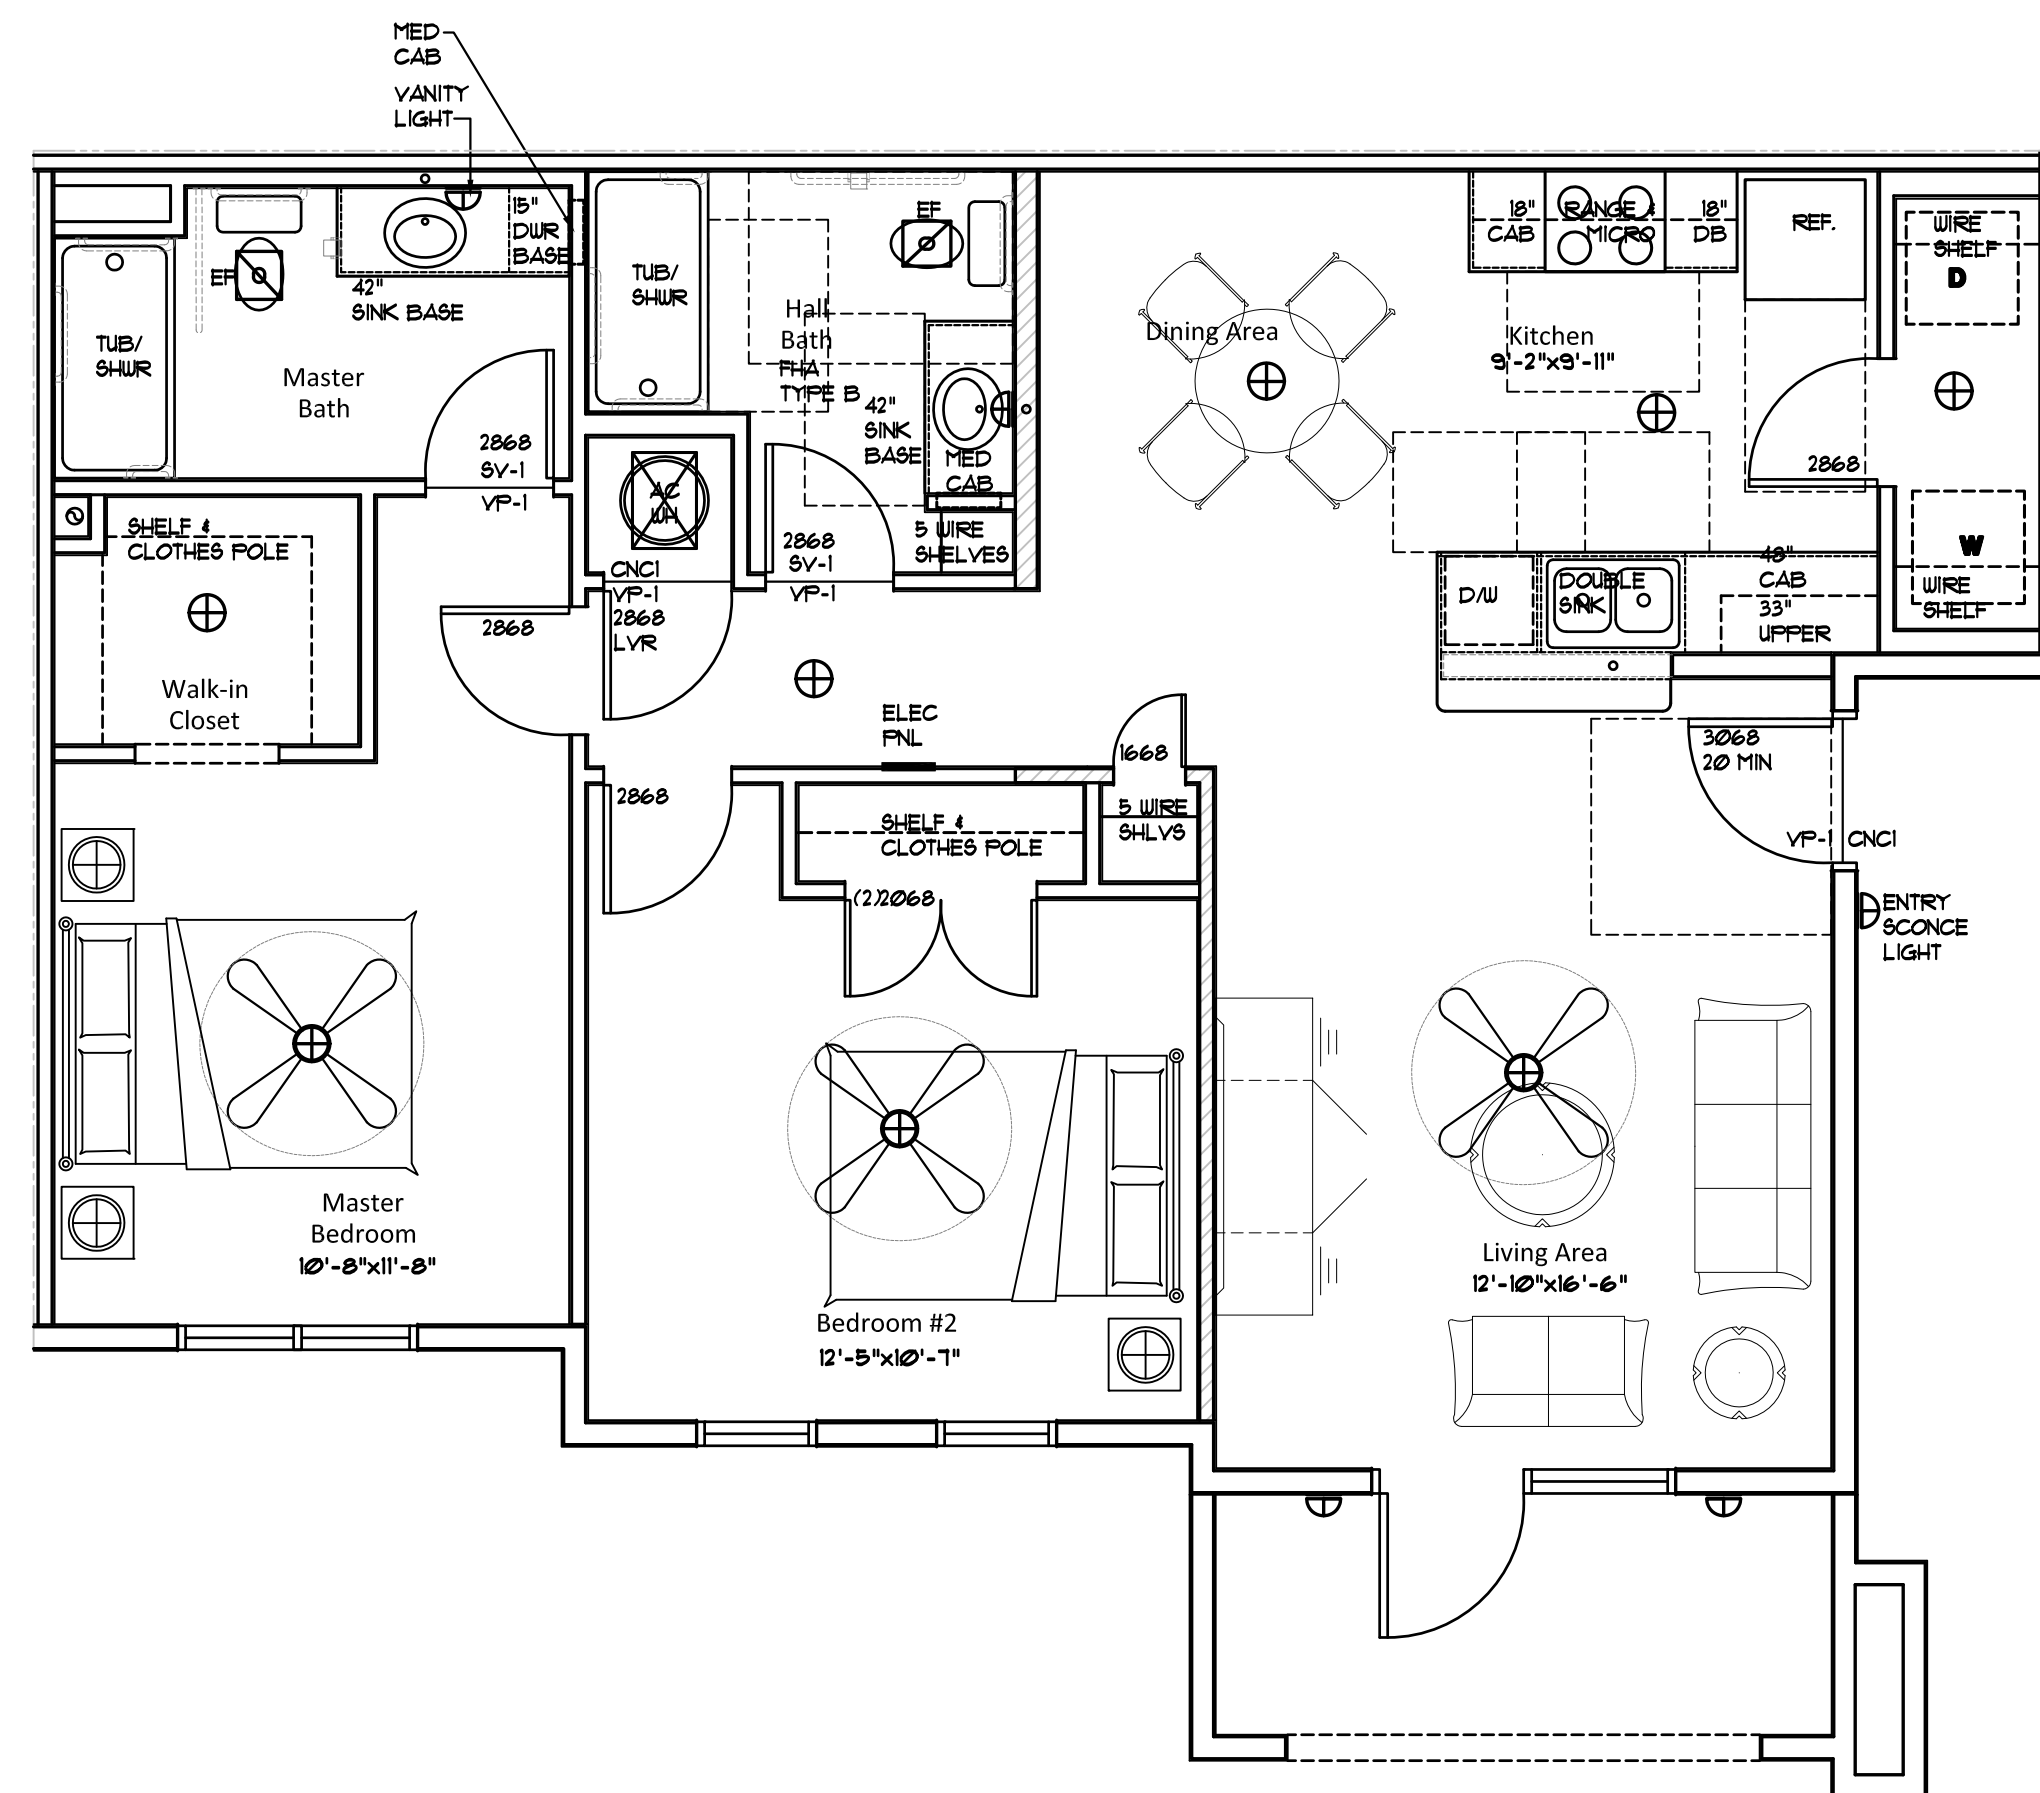 MED
CAB
VANITY
LIGHT
15"
DWR
BASE
EF
42"
SINK BASE
TUB/
SHWR
Master
Bath
2868
SV-1
VP-1
TUB/
SHWR
EF
Hall
Bath
FHA
TYPE B
42"
SINK
BASE
MED
CAB
5 WIRE
SHELVES
2868
SV-1
VP-1
AC
WH
CNC1
VP-1
2868
LVR
Dining Area
18"
CAB
RANGE &
MICRO
18"
DB
REF.
Kitchen
9'-2"x9'-11"
WIRE
SHELF
D
2868
W
WIRE
SHELF
D/W
DOUBLE
SINK
48"
CAB
33"
UPPER
SHELF &
CLOTHES POLE
2868
Walk-in
Closet
ELEC
PNL
1668
3068
20 MIN
VP-1
CNC1
ENTRY
SCONCE
LIGHT
2868
SHELF &
CLOTHES POLE
5 WIRE
SHLVS
(2)2068
Master
Bedroom
10'-8"x11'-8"
Bedroom #2
12'-5"x10'-7"
Living Area
12'-10"x16'-6"